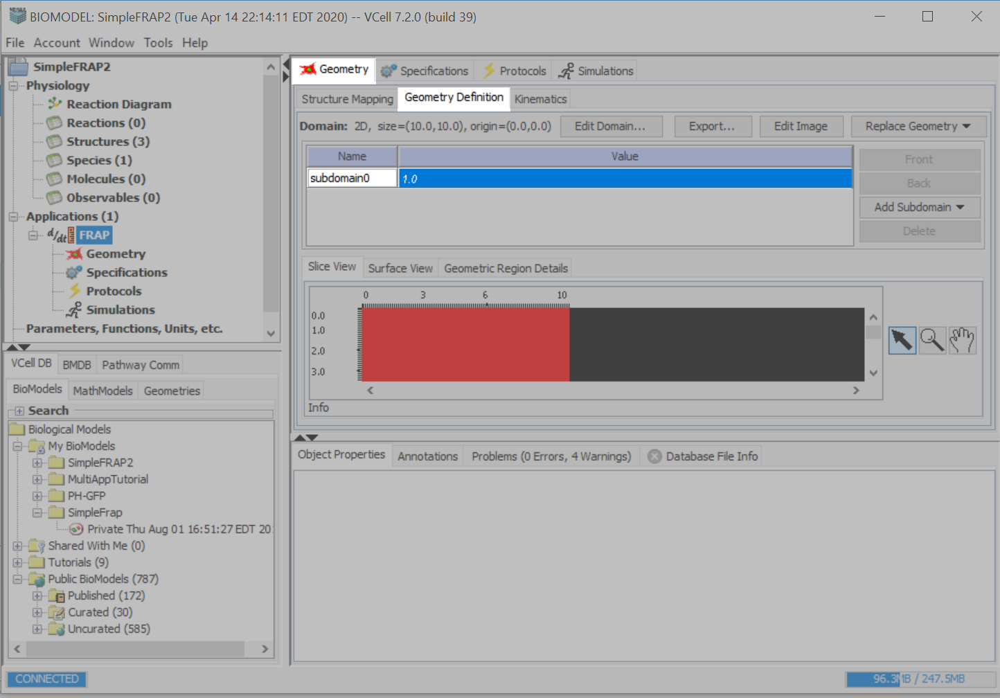 BIOMODEL: SimpleFRAP2 (Tue Apr 14 22:14:11 EDT 2020) -- VCell 7.2.0 (build 39)
File Account Window Tools Help
SimpleFRAP2
Physiology
Reaction Diagram
Reactions (0)
Structures (3)
Species (1)
Molecules (0)
Observables (0)
Applications (1)
d/dt FRAP
Geometry
Specifications
Protocols
Simulations
Parameters, Functions, Units, etc.
VCell DB BMDB Pathway Comm
BioModels MathModels Geometries
Search
Biological Models
My BioModels
SimpleFRAP2
MultiAppTutorial
PH-GFP
SimpleFrap
Private Thu Aug 01 16:51:27 EDT 20
Shared With Me (0)
Tutorials (9)
Public BioModels (787)
Published (172)
Curated (30)
Uncurated (585)
CONNECTED
Geometry Specifications Protocols Simulations
Structure Mapping Geometry Definition Kinematics
Domain: 2D, size=(10.0,10.0), origin=(0.0,0.0) Edit Domain... Export... Edit Image Replace Geometry
Name Value
subdomain0 1.0
Front
Back
Add Subdomain
Delete
Slice View Surface View Geometric Region Details
0 3 6 10
0.0
1.0
2.0
3.0
Info
Object Properties Annotations Problems (0 Errors, 4 Warnings) Database File Info
96.3MB / 247.5MB